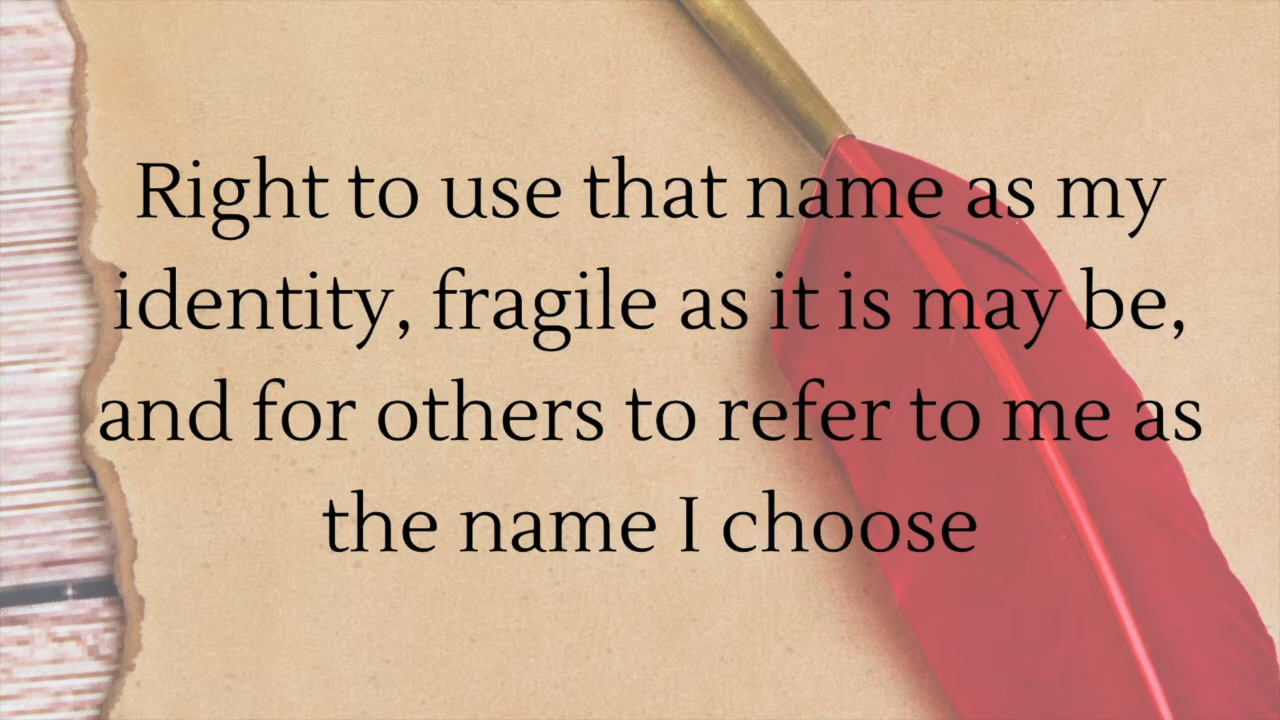 Right to use that name as my
identity, fragile as it is may be,
and for others to refer to me as
the name I choose